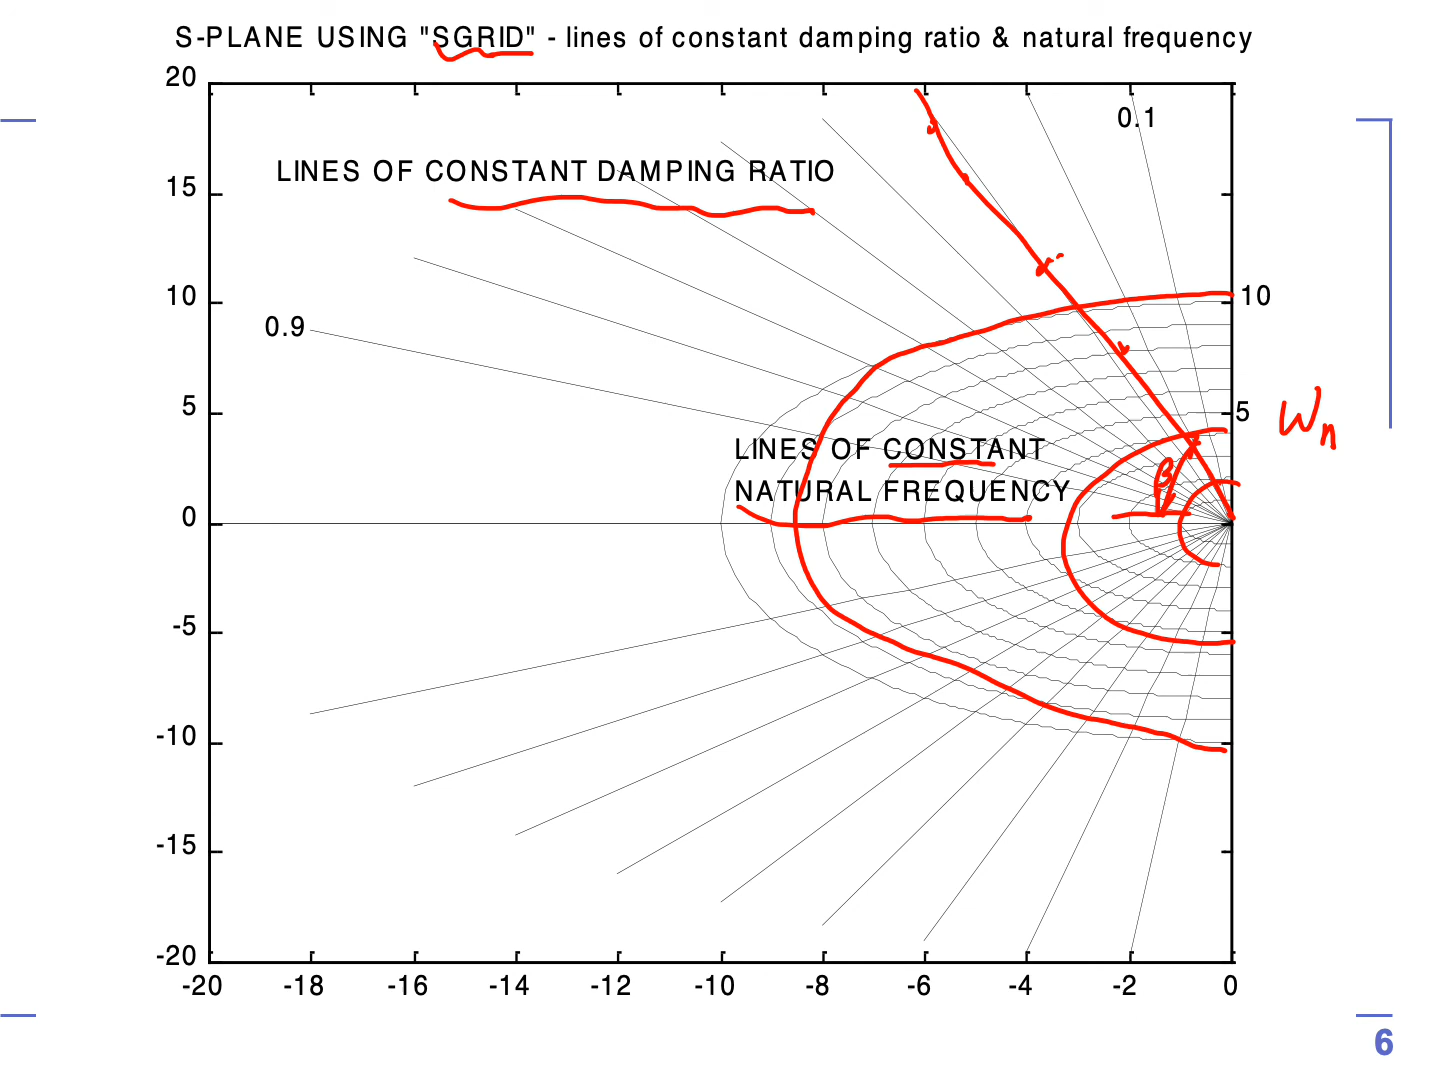 S-PLANE USING "SGRID" - lines of constant damping ratio & natural frequency
20
0.1
LINES OF CONSTANT DAMPING RATIO
15
10
10
0.9
5
5
Wn
LINES OF CONSTANT
NATURAL FREQUENCY
β
0
-5
-10
-15
-20
-20 -18 -16 -14 -12 -10 -8 -6 -4 -2 0
6